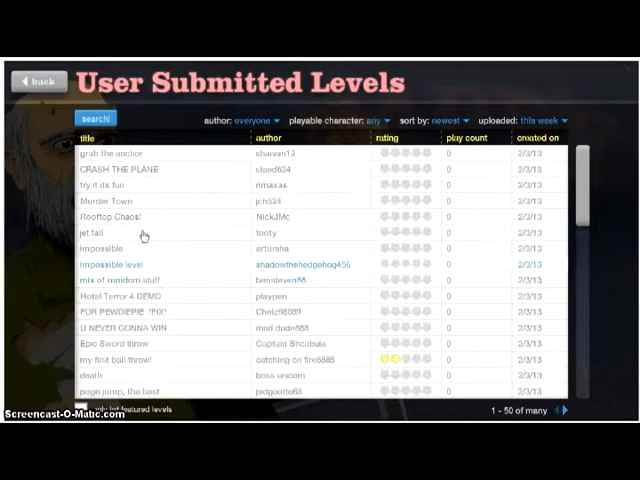 back
User Submitted Levels
search!
author: everyone playable character: any sort by: newest uploaded: this week
title author rating play count created on
grab the anchor sharvan12 0 2/3/13
CRASH THE PLANE steed634 0 2/3/13
try it its fun nmaxas 0 2/3/13
Murder Town jch524 0 2/3/13
Rooftop Chaos! NickJMc 0 2/3/13
jet fall tooty 0 2/3/13
impossible artursha 0 2/3/13
impossible level shadowthehedgehog456 0 2/3/13
mix of random stuff bensteven86 0 2/3/13
Hotel Terror 4 DEMO playpen 0 2/3/13
FOR PEWDIEPIE !FIX! 0 2/3/13
U NEVER GONNA WIN mad dude568 0 2/3/13
Epic Sword throw Captain Shcabula 0 2/3/13
my first ball throw! catching on fire5585 0 2/3/13
death boss unicorn 0 2/3/13
pogo jump, the best pidgeotto63 0 2/3/13
only list featured levels 1 - 50 of many
Screencast-O-Matic.com